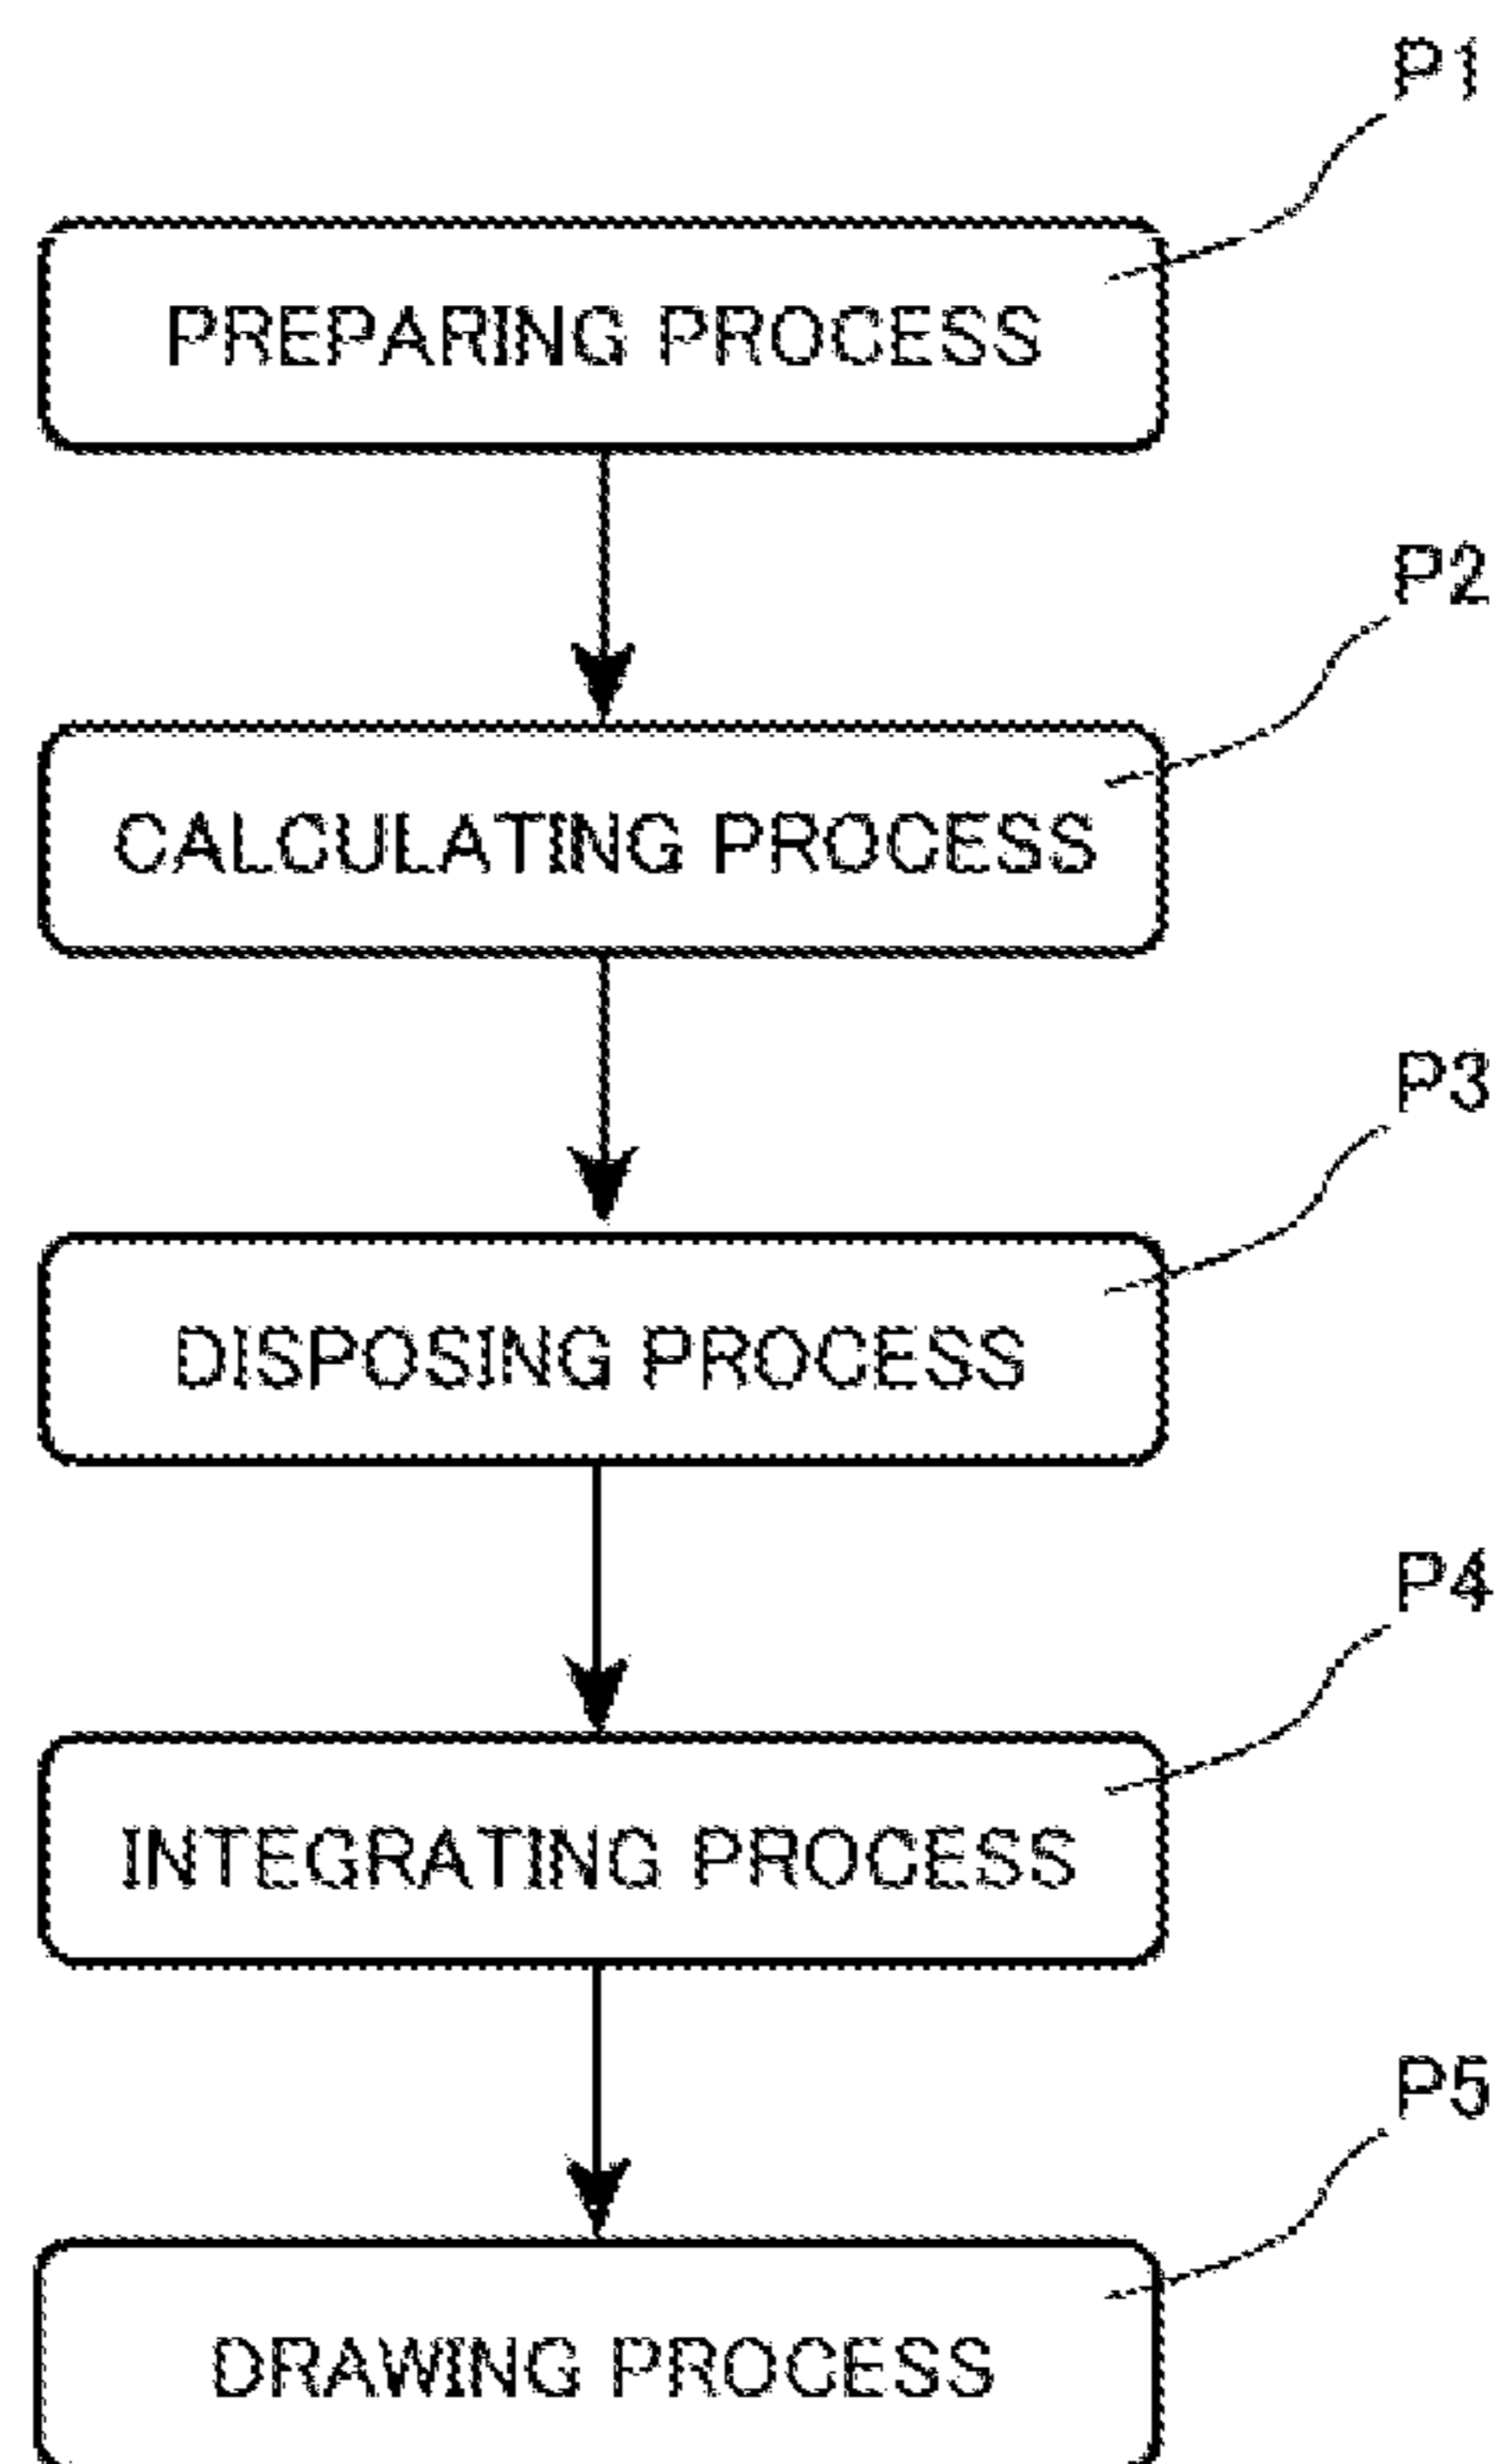 P1
PREPARING PROCESS
P2
CALCULATING PROCESS
P3
DISPOSING PROCESS
P4
INTEGRATING PROCESS
P5
DRAWING PROCESS